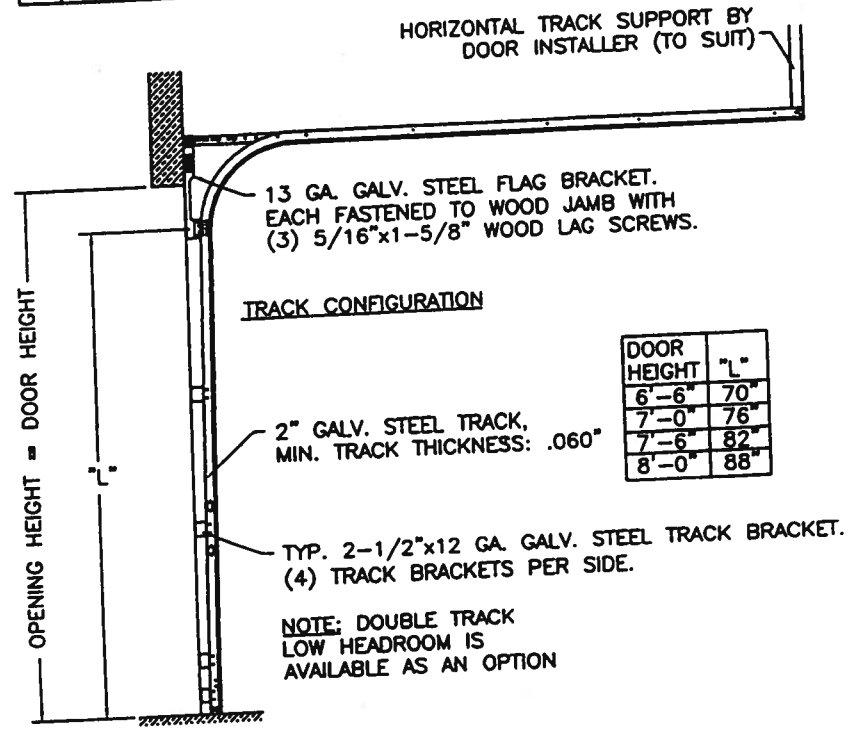 HORIZONTAL TRACK SUPPORT BY
DOOR INSTALLER (TO SUIT)
13 GA. GALV. STEEL FLAG BRACKET.
EACH FASTENED TO WOOD JAMB WITH
(3) 5/16"x1-5/8" WOOD LAG SCREWS.
TRACK CONFIGURATION
OPENING HEIGHT = DOOR HEIGHT
"L"
DOOR HEIGHT "L"
6'-6" 70"
7'-0" 76"
7'-6" 82"
8'-0" 88"
2" GALV. STEEL TRACK,
MIN. TRACK THICKNESS: .060"
TYP. 2-1/2"x12 GA. GALV. STEEL TRACK BRACKET.
(4) TRACK BRACKETS PER SIDE.
NOTE: DOUBLE TRACK
LOW HEADROOM IS
AVAILABLE AS AN OPTION